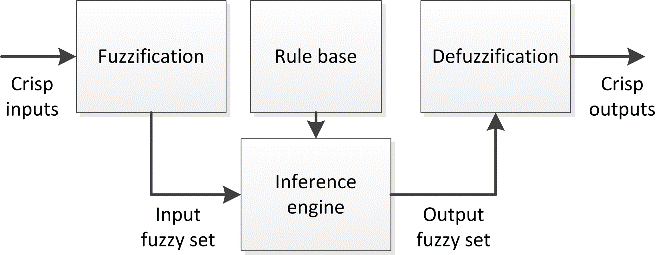 Fuzzification
Rule base
Defuzzification
Crisp
inputs
Crisp
outputs
Inference
engine
Input
fuzzy set
Output
fuzzy set